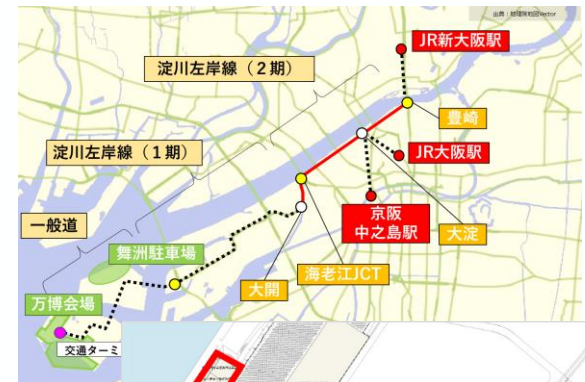 出典：地理院地図Vector
JR新大阪駅
淀川左岸線（２期）
豊崎
淀川左岸線（１期）
JR大阪駅
一般道
京阪
中之島駅
大淀
舞洲駐車場
海老江JCT
大開
万博会場
交通ターミ